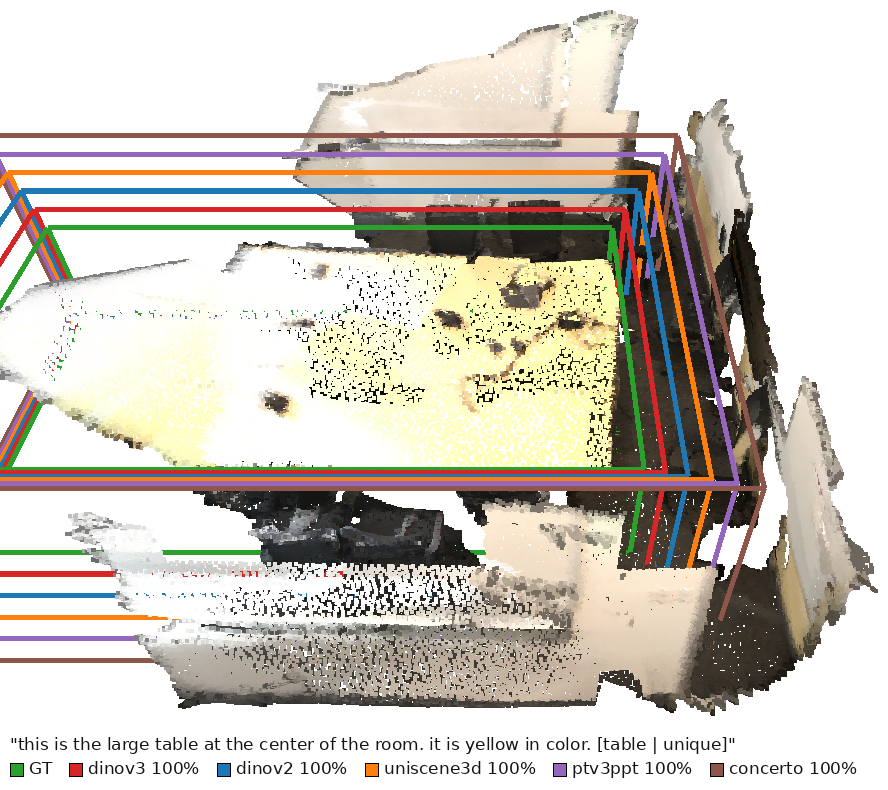 "this is the large table at the center of the room. it is yellow in color. [table | unique]"
GT dinov3 100% dinov2 100% uniscene3d 100% ptv3ppt 100% concerto 100%